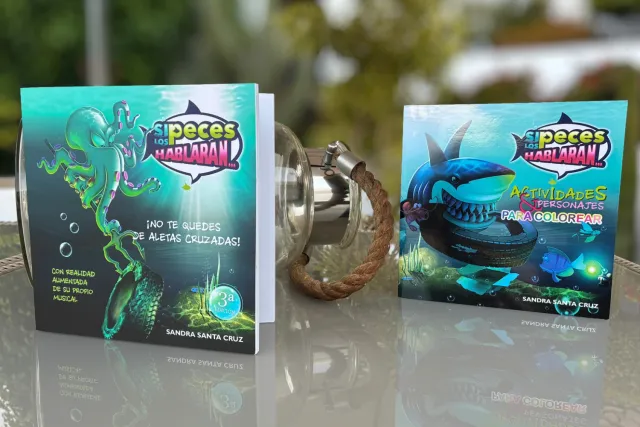 SI
LOS
peces
HABLARAN...
¡NO TE QUEDES
DE ALETAS CRUZADAS!
CON REALIDAD
AUMENTADA
DE SU PROPIO
MUSICAL
3ª
EDICIÓN
SANDRA SANTA CRUZ
SI
LOS
peces
HABLARAN...
ACTIVIDADES
& PERSONAJES
PARA COLOREAR
SANDRA SANTA CRUZ